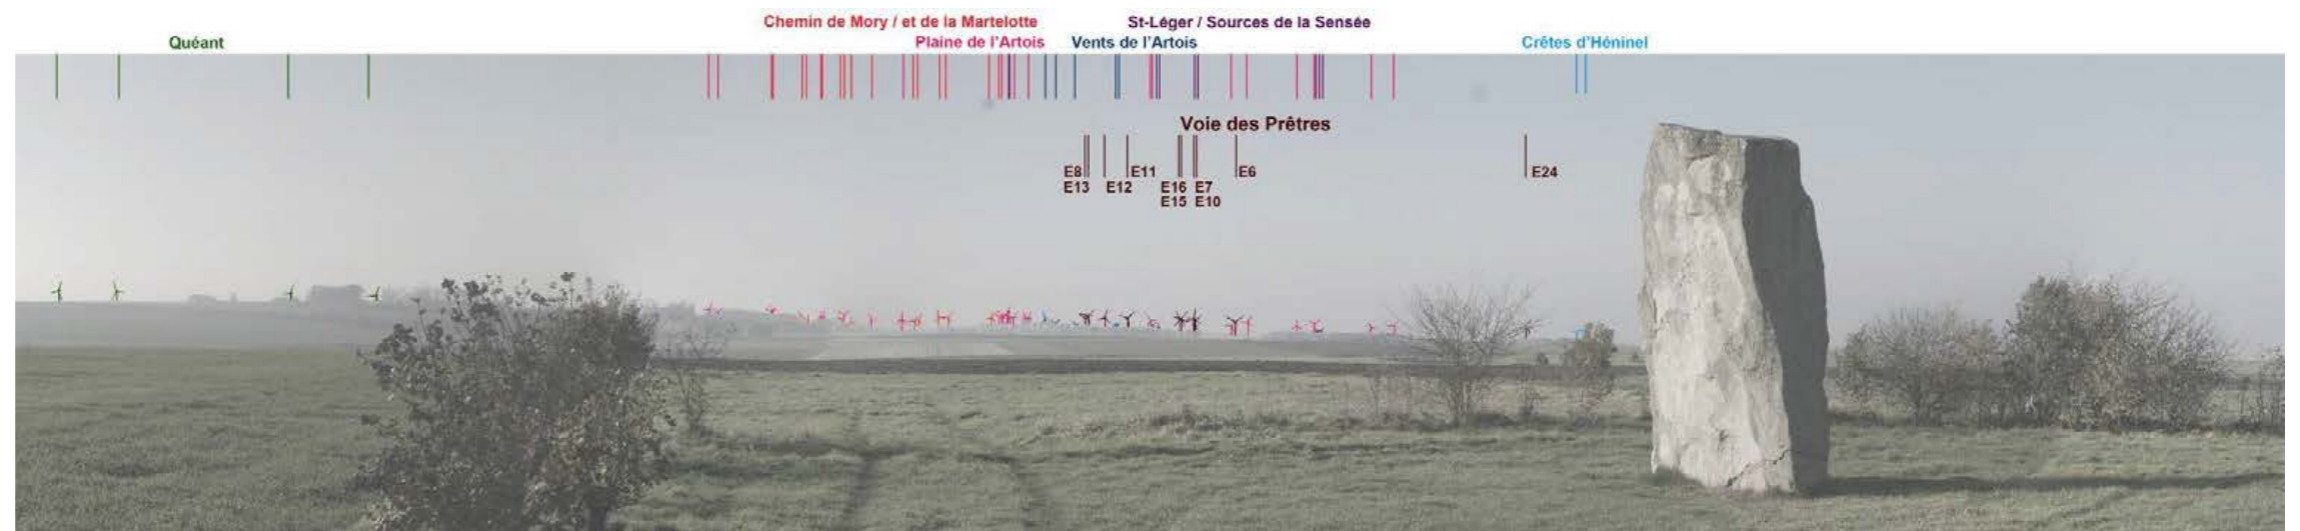 Chemin de Mory / et de la Martelotte
St-Léger / Sources de la Sensée
Quéant
Plaine de l'Artois
Vents de l'Artois
Crêtes d'Héninel
Voie des Prêtres
E8
E11
E6
E24
E13
E12
E16
E7
E15
E10